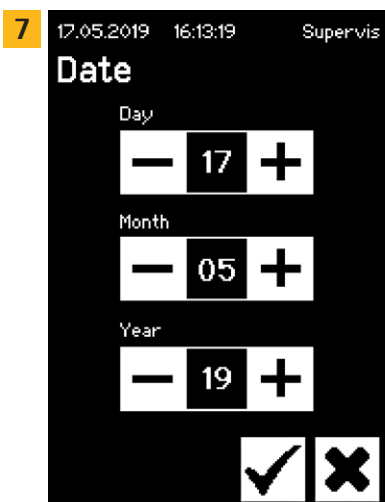 7
17.05.2019 16:13:19 Supervis
Date
Day
— 17 +
Month
— 05 +
Year
— 19 +